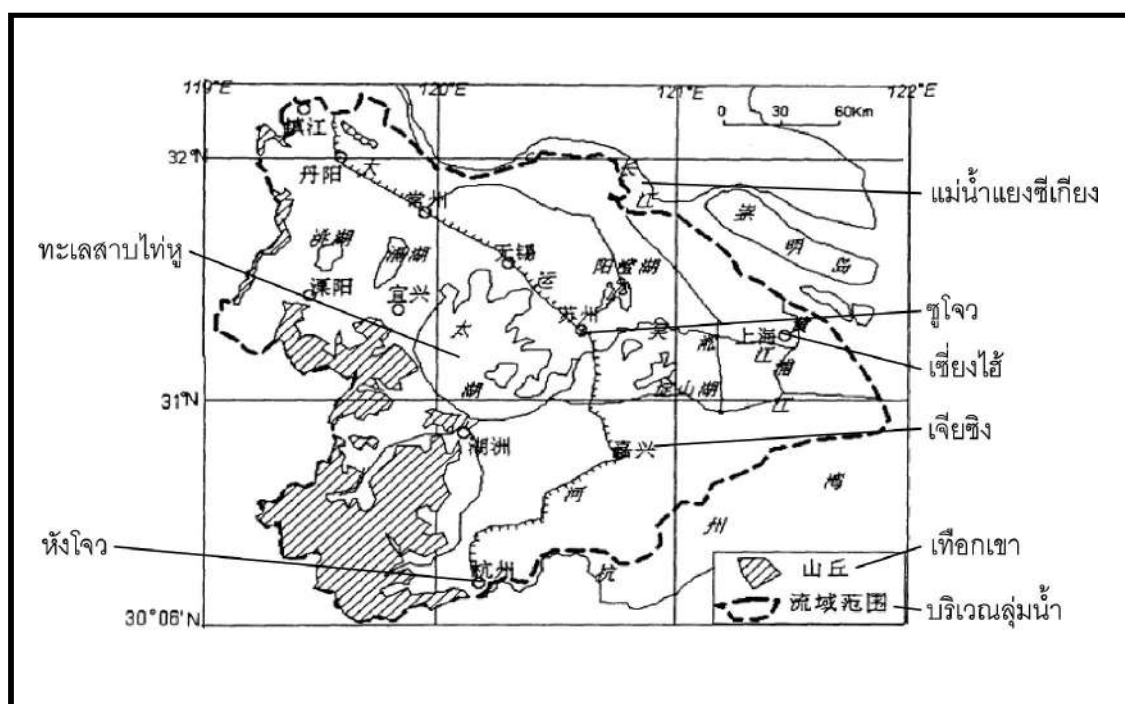 119°E 120°E 121°E 122°E
0 30 60Km
镇江
32°N
丹阳
大
长
江
แม่น้ำแยงซีเกียง
常州
崇
明
岛
ทะเลสาบไท่หู
滆湖
无锡
运
阳澄湖
溧阳
宜兴
太
苏州
吴
淞
上海
黄
ซูโจว
江
浦
เซี่ยงไฮ้
湖
淀山湖
江
31°N
湖洲
嘉兴
เจียซิง
湾
河
州
หังโจว
杭州
杭
山丘
เทือกเขา
流域范围
บริเวณลุ่มน้ำ
30°06'N